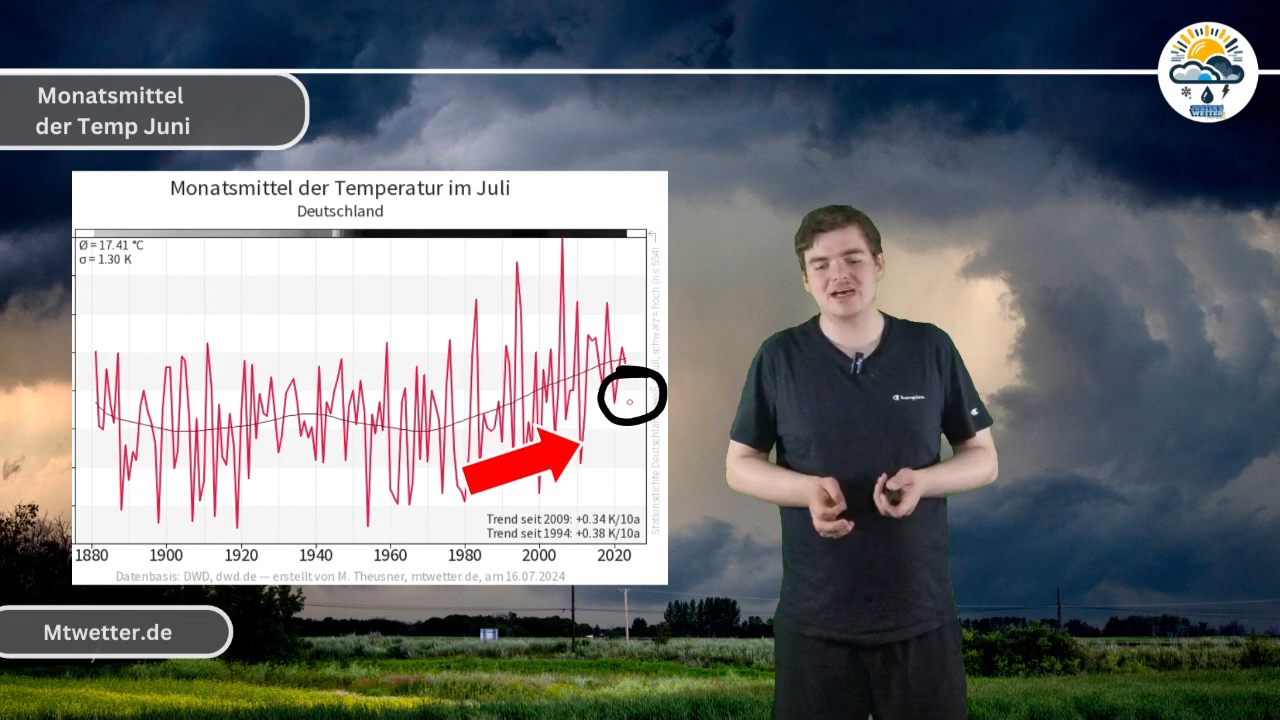 Monatsmittel
der Temp Juni
Monatsmittel der Temperatur im Juli
Deutschland
Ø = 17.41 °C
σ = 1.30 K
Trend seit 2009: +0.34 K/10a
Trend seit 1994: +0.38 K/10a
1880 1900 1920 1940 1960 1980 2000 2020
Datenbasis: DWD, dwd.de — erstellt von M. Theusner, mtwetter.de, am 16.07.2024
Mtwetter.de
Champion
WETTER